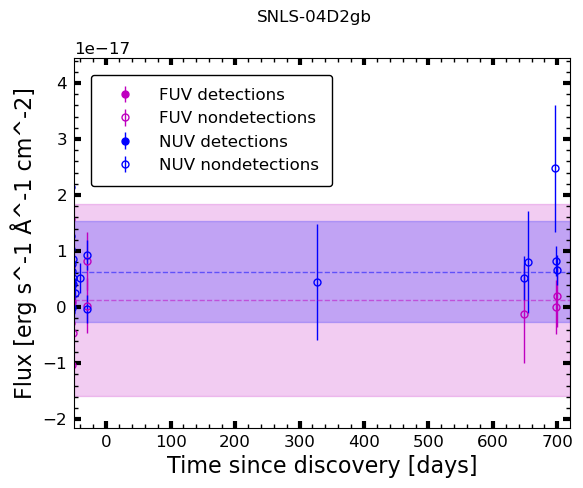 SNLS-04D2gb
1e−17
FUV detections
FUV nondetections
NUV detections
NUV nondetections
4
3
2
1
0
−1
−2
Flux [erg s^-1 Å^-1 cm^-2]
0 100 200 300 400 500 600 700
Time since discovery [days]